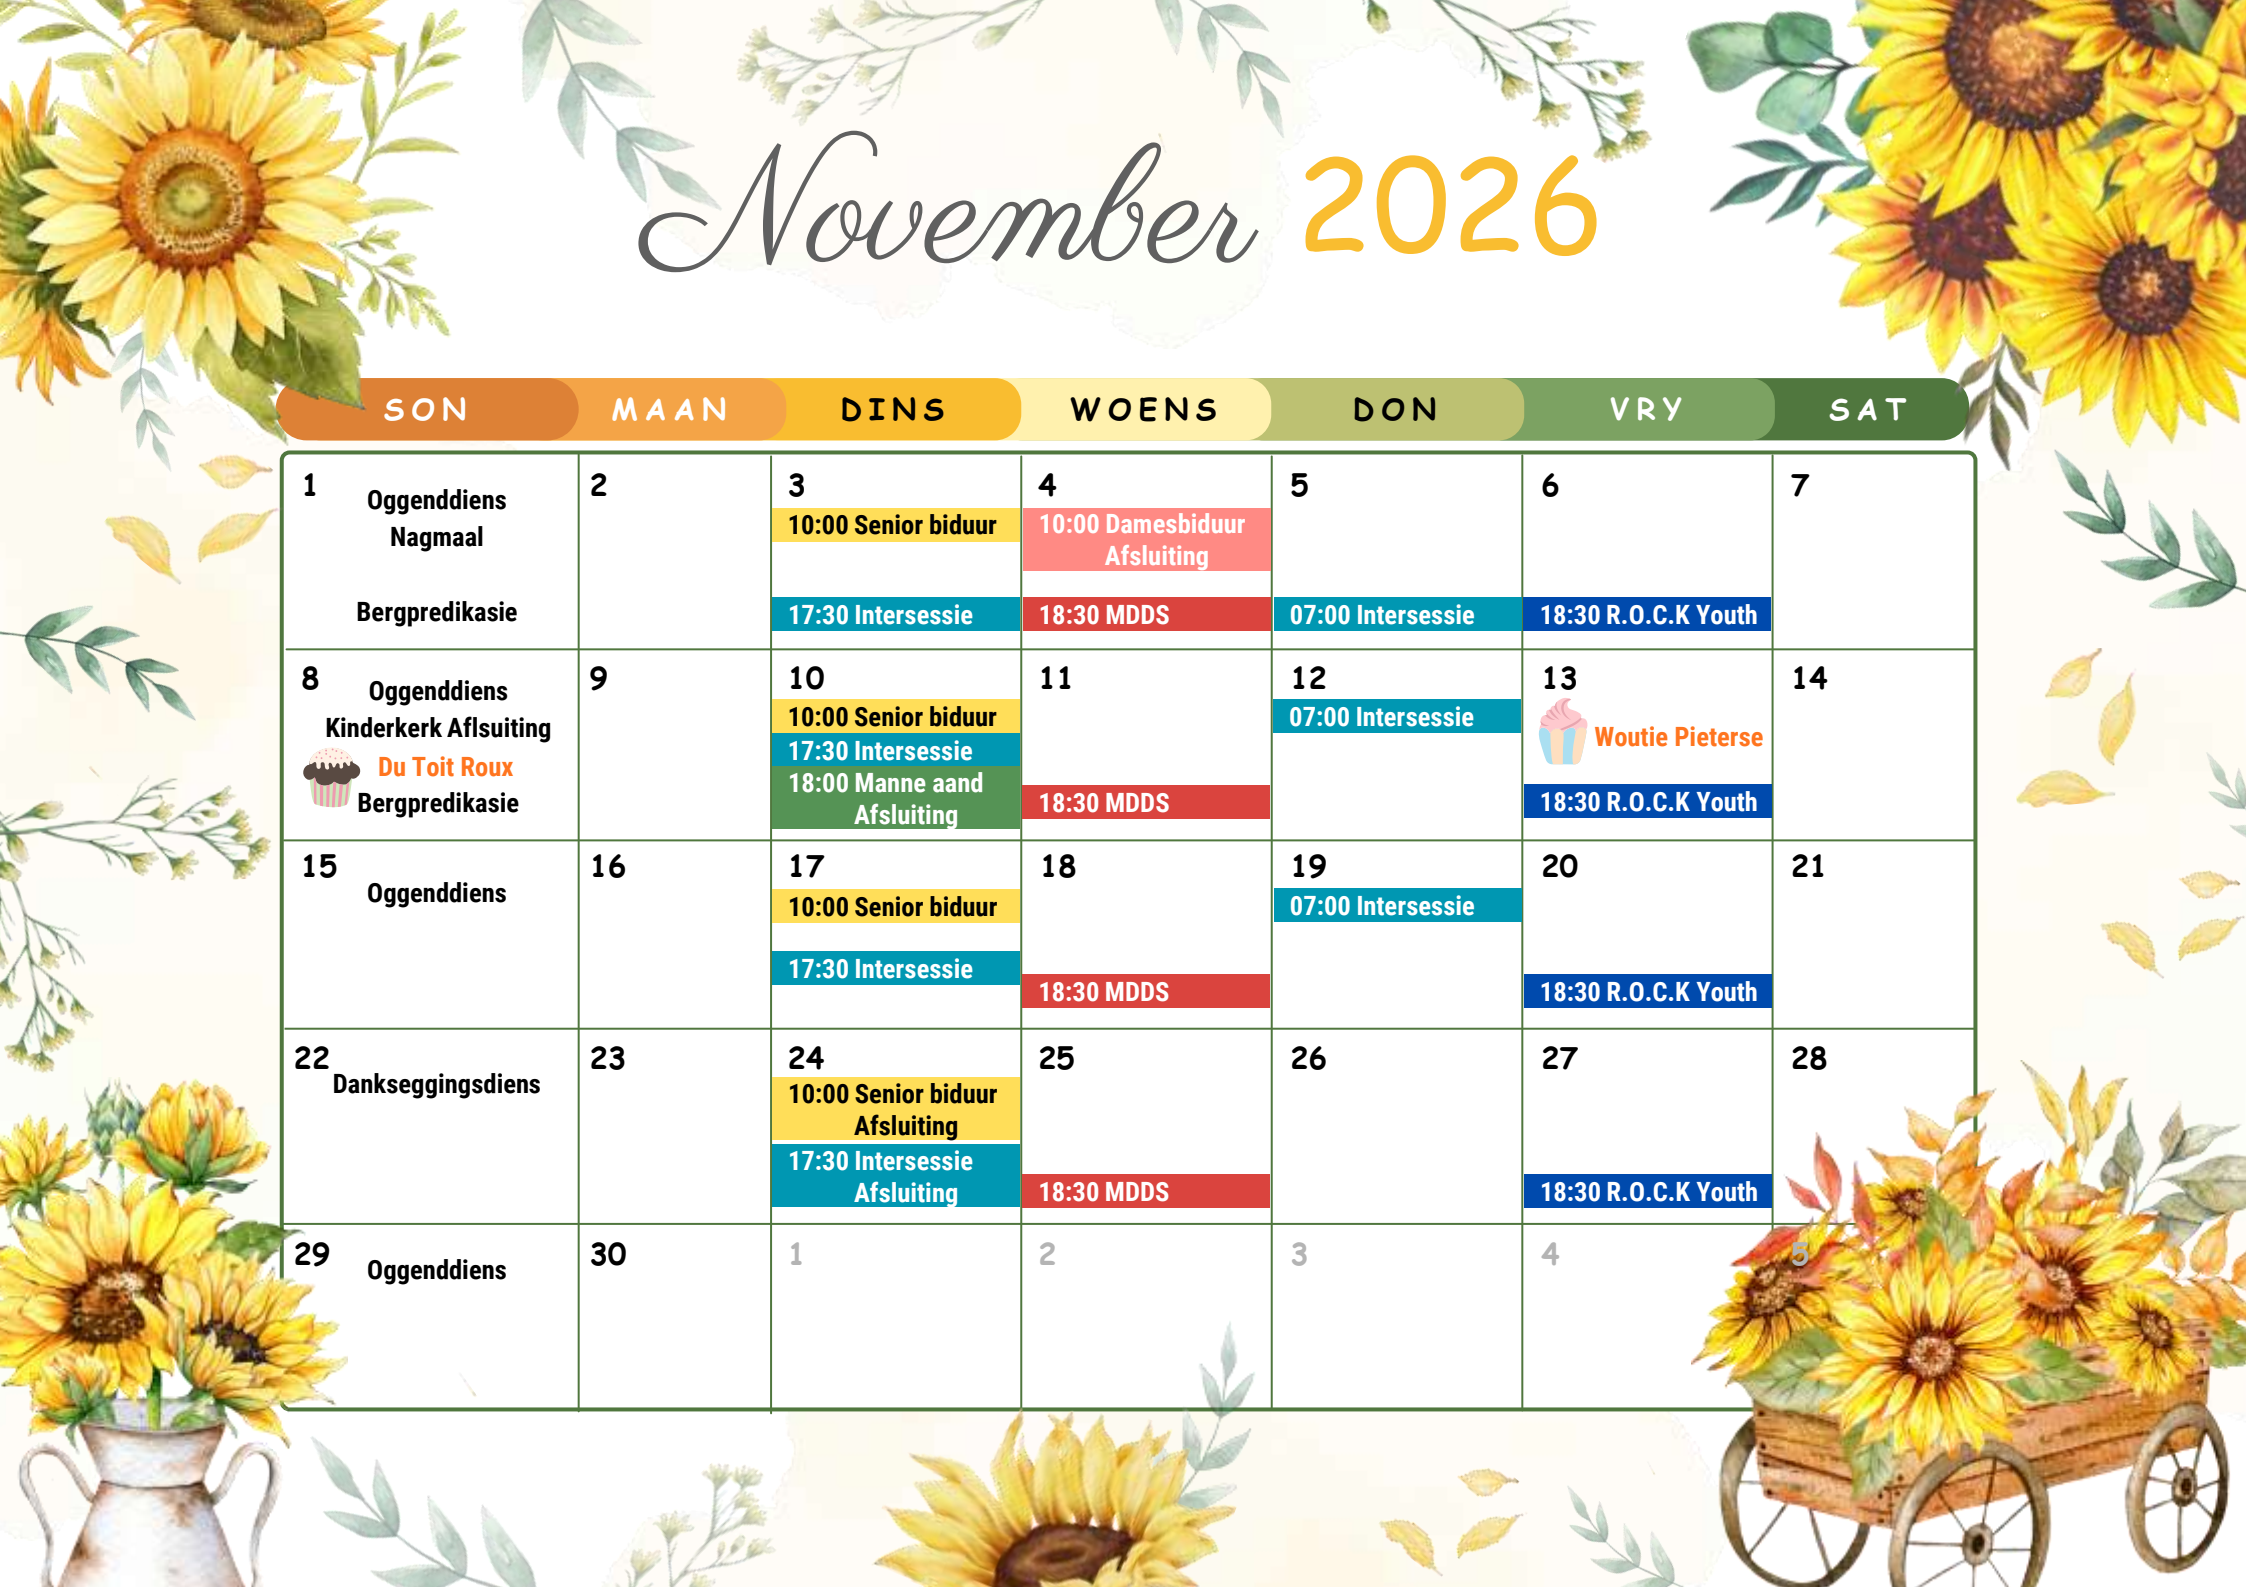 November 2026
SON MAAN DINS WOENS DON VRY SAT
1
Oggenddiens
Nagmaal
Bergpredikasie
2
3
10:00 Senior biduur
17:30 Intersessie
4
10:00 Damesbiduur
Afsluiting
18:30 MDDS
5
07:00 Intersessie
6
18:30 R.O.C.K Youth
7
8
Oggenddiens
Kinderkerk Aflsuiting
Du Toit Roux
Bergpredikasie
9
10
10:00 Senior biduur
17:30 Intersessie
18:00 Manne aand
Afsluiting
11
18:30 MDDS
12
07:00 Intersessie
13
Woutie Pieterse
18:30 R.O.C.K Youth
14
15
Oggenddiens
16
17
10:00 Senior biduur
17:30 Intersessie
18
18:30 MDDS
19
07:00 Intersessie
20
18:30 R.O.C.K Youth
21
22
Dankseggingsdiens
23
24
10:00 Senior biduur
Afsluiting
17:30 Intersessie
Afsluiting
25
18:30 MDDS
26
27
18:30 R.O.C.K Youth
28
29
Oggenddiens
30
1
2
3
4
5